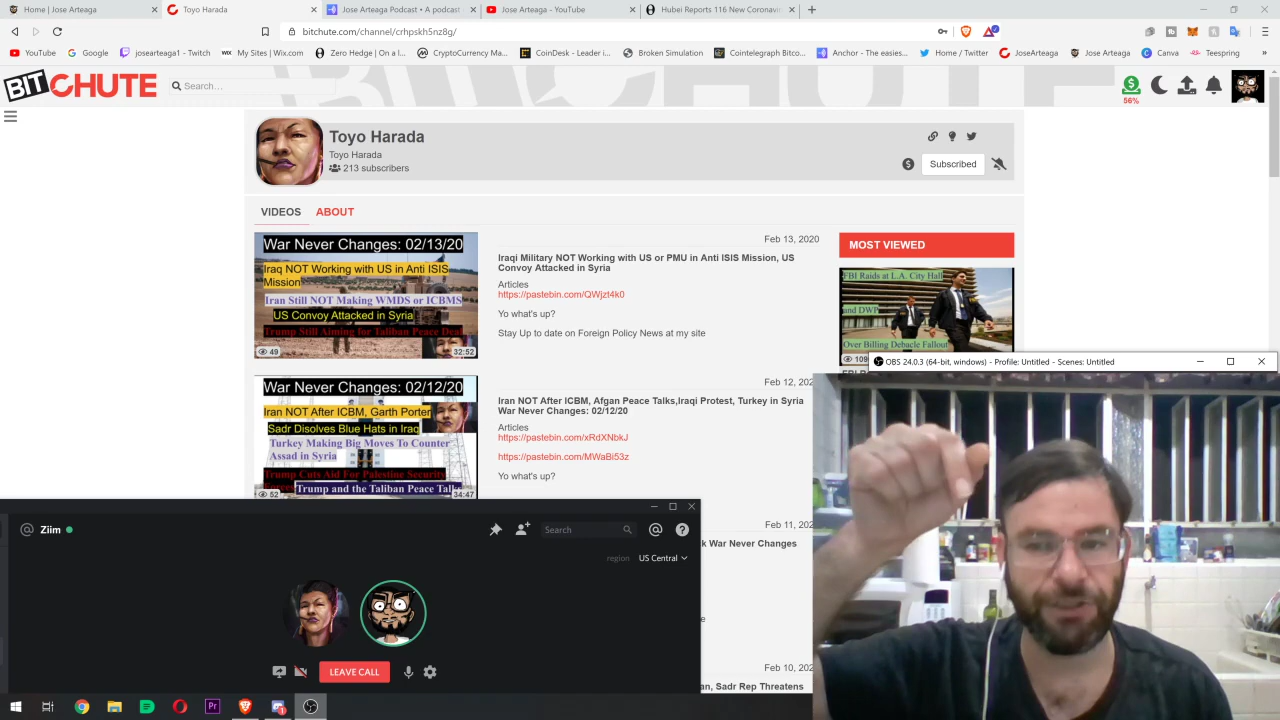 Home | Jose Arteaga
Toyo Harada
Jose Arteaga Podcast • A podcast
Jose Arteaga - YouTube
Hubei Reports 116 New Coronavir
bitchute.com/channel/crhpskh5nz8g/
YouTube
Google
josearteaga1 - Twitch
WIX My Sites | Wix.com
Zero Hedge | On a l...
CryptoCurrency Ma...
CoinDesk - Leader i...
Broken Simulation
Cointelegraph Bitco...
Anchor - The easies...
Home / Twitter
JoseArteaga
Jose Arteaga
Canva
Teespring
BITCHUTE
Search...
56%
Toyo Harada
Toyo Harada
213 subscribers
Subscribed
VIDEOS ABOUT
War Never Changes: 02/13/20
Iraq NOT Working with US in Anti ISIS
Mission
Iran Still NOT Making WMDS or ICBMS
US Convoy Attacked in Syria
Trump Still Aiming for Taliban Peace Deal
49
32:52
Feb 13, 2020
Iraqi Military NOT Working with US or PMU in Anti ISIS Mission, US
Convoy Attacked in Syria
Articles
https://pastebin.com/QWjzt4k0
Yo what's up?
Stay Up to date on Foreign Policy News at my site
MOST VIEWED
FBI Raids at L.A. City Hall
and DWP
Over Billing Debacle Fallout
109
War Never Changes: 02/12/20
Iran NOT After ICBM, Garth Porter
Sadr Disolves Blue Hats in Iraq
Turkey Making Big Moves To Counter
Assad in Syria
Trump Cuts Aid For Palestine Security
Forces
Trump and the Taliban Peace Talk
52
34:47
Feb 12, 202
Iran NOT After ICBM, Afgan Peace Talks,Iraqi Protest, Turkey in Syria
War Never Changes: 02/12/20
Articles
https://pastebin.com/xRdXNbkJ
https://pastebin.com/MWaBi53z
Yo what's up?
Feb 11, 202
k War Never Changes
e
Feb 10, 202
an, Sadr Rep Threatens
OBS 24.0.3 (64-bit, windows) - Profile: Untitled - Scenes: Untitled
Ziim
Search
region US Central
LEAVE CALL